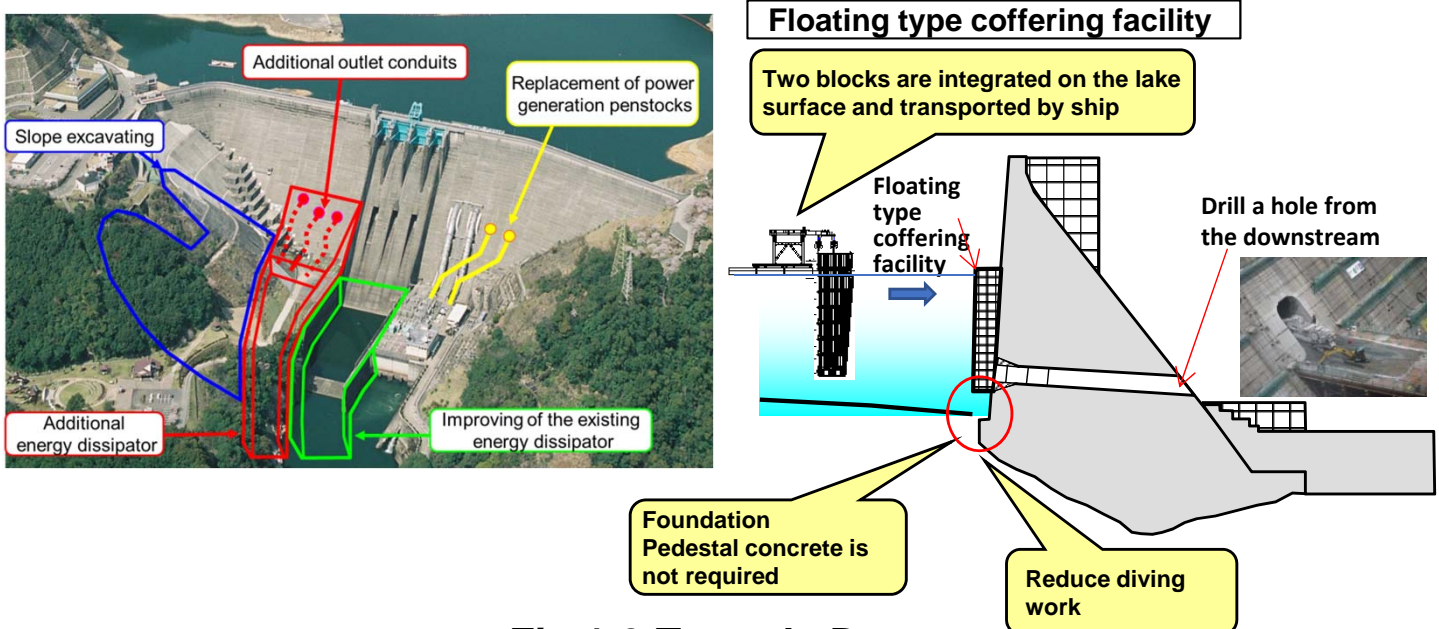 Floating type coffering facility
Additional outlet conduits
Replacement of power
generation penstocks
Slope excavating
Additional
energy dissipator
Improving of the existing
energy dissipator
Two blocks are integrated on the lake
surface and transported by ship
Floating
type
coffering
facility
Drill a hole from
the downstream
Foundation
Pedestal concrete is
not required
Reduce diving
work